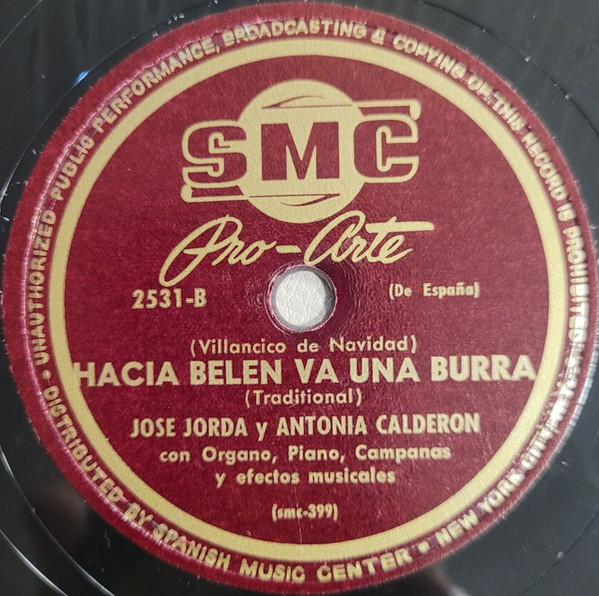 • UNAUTHORIZED PUBLIC PERFORMANCE, BROADCASTING & COPYING OF THIS RECORD IS PROHIBITED
SMC
Pro-Arte
2531-B
(De España)
(Villancico de Navidad)
HACIA BELEN VA UNA BURRA
(Traditional)
JOSE JORDA y ANTONIA CALDERON
con Organo, Piano, Campanas
y efectos musicales
(smc-399)
• DISTRIBUTED BY SPANISH MUSIC CENTER • NEW YORK CITY